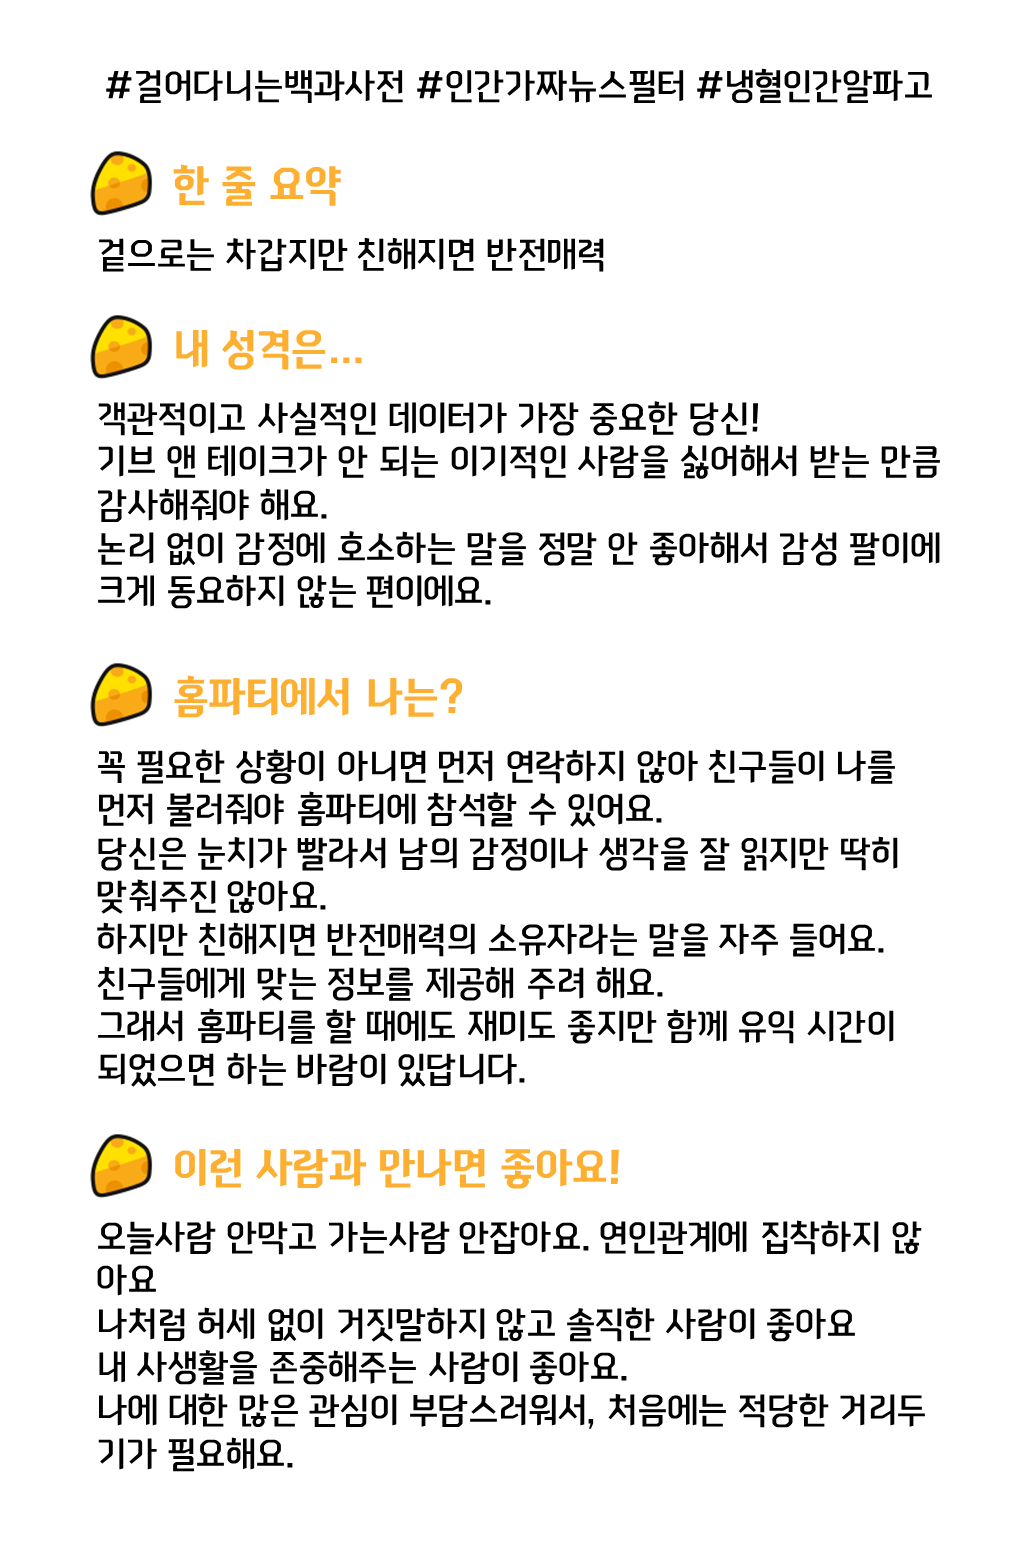 #걸어다니는백과사전 #인간가짜뉴스필터 #냉혈인간알파고
한 줄 요약
겉으로는 차갑지만 친해지면 반전매력
내 성격은...
객관적이고 사실적인 데이터가 가장 중요한 당신!
기브 앤 테이크가 안 되는 이기적인 사람을 싫어해서 받는 만큼
감사해줘야 해요.
논리 없이 감정에 호소하는 말을 정말 안 좋아해서 감성 팔이에
크게 동요하지 않는 편이에요.
홈파티에서 나는?
꼭 필요한 상황이 아니면 먼저 연락하지 않아 친구들이 나를
먼저 불러줘야 홈파티에 참석할 수 있어요.
당신은 눈치가 빨라서 남의 감정이나 생각을 잘 읽지만 딱히
맞춰주진 않아요.
하지만 친해지면 반전매력의 소유자라는 말을 자주 들어요.
친구들에게 맞는 정보를 제공해 주려 해요.
그래서 홈파티를 할 때에도 재미도 좋지만 함께 유익 시간이
되었으면 하는 바람이 있답니다.
이런 사람과 만나면 좋아요!
오늘사람 안막고 가는사람 안잡아요. 연인관계에 집착하지 않
아요
나처럼 허세 없이 거짓말하지 않고 솔직한 사람이 좋아요
내 사생활을 존중해주는 사람이 좋아요.
나에 대한 많은 관심이 부담스러워서, 처음에는 적당한 거리두
기가 필요해요.